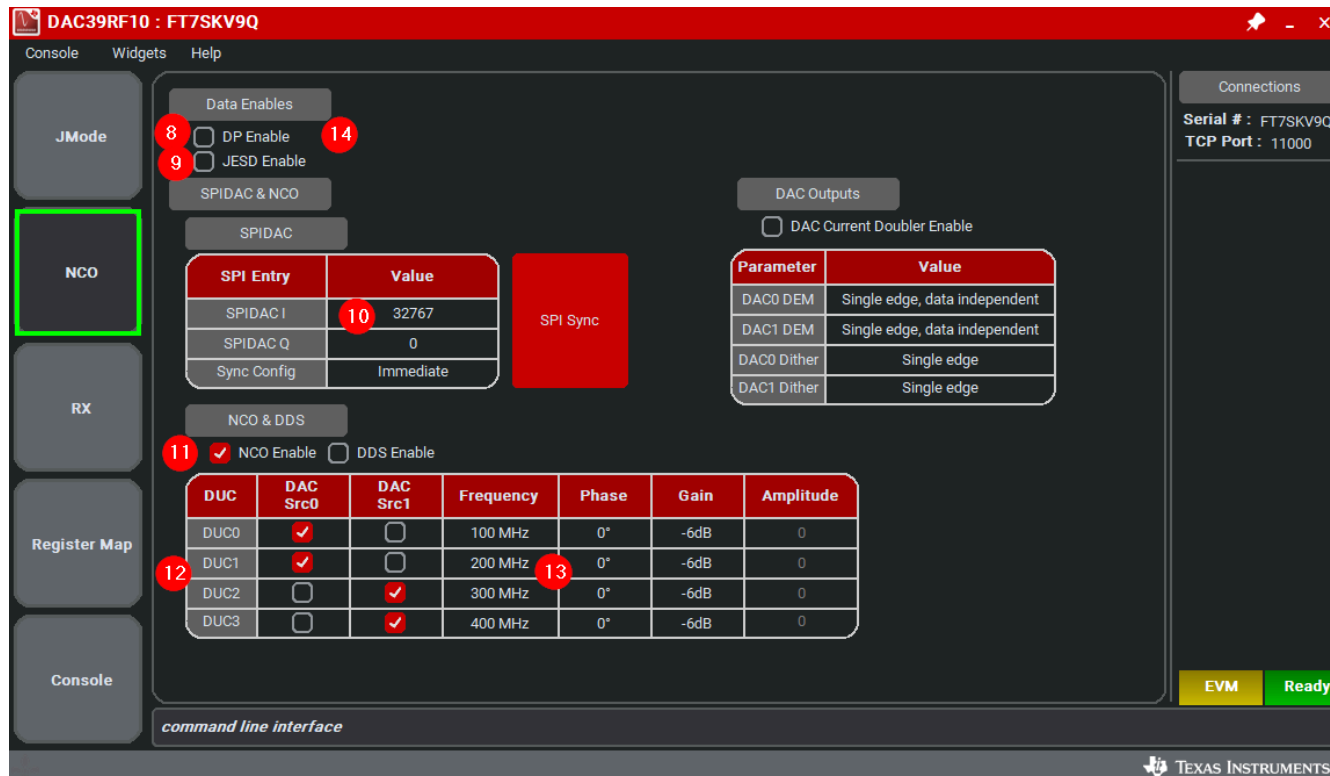 DAC39RF10 : FT7SKV9Q
Console Widgets Help
JMode
NCO
RX
Register Map
Console
Data Enables
8 DP Enable 14
9 JESD Enable
SPIDAC & NCO
SPIDAC
SPI Entry Value
SPIDAC I 10 32767
SPIDAC Q 0
Sync Config Immediate
SPI Sync
DAC Outputs
DAC Current Doubler Enable
Parameter Value
DAC0 DEM Single edge, data independent
DAC1 DEM Single edge, data independent
DAC0 Dither Single edge
DAC1 Dither Single edge
NCO & DDS
11 NCO Enable DDS Enable
DUC DAC Src0 DAC Src1 Frequency Phase Gain Amplitude
DUC0 100 MHz 0° -6dB 0
DUC1 200 MHz 0° -6dB 0
12 13
DUC2 300 MHz 0° -6dB 0
DUC3 400 MHz 0° -6dB 0
Connections
Serial # : FT7SKV9Q
TCP Port : 11000
EVM Ready
command line interface
TEXAS INSTRUMENTS